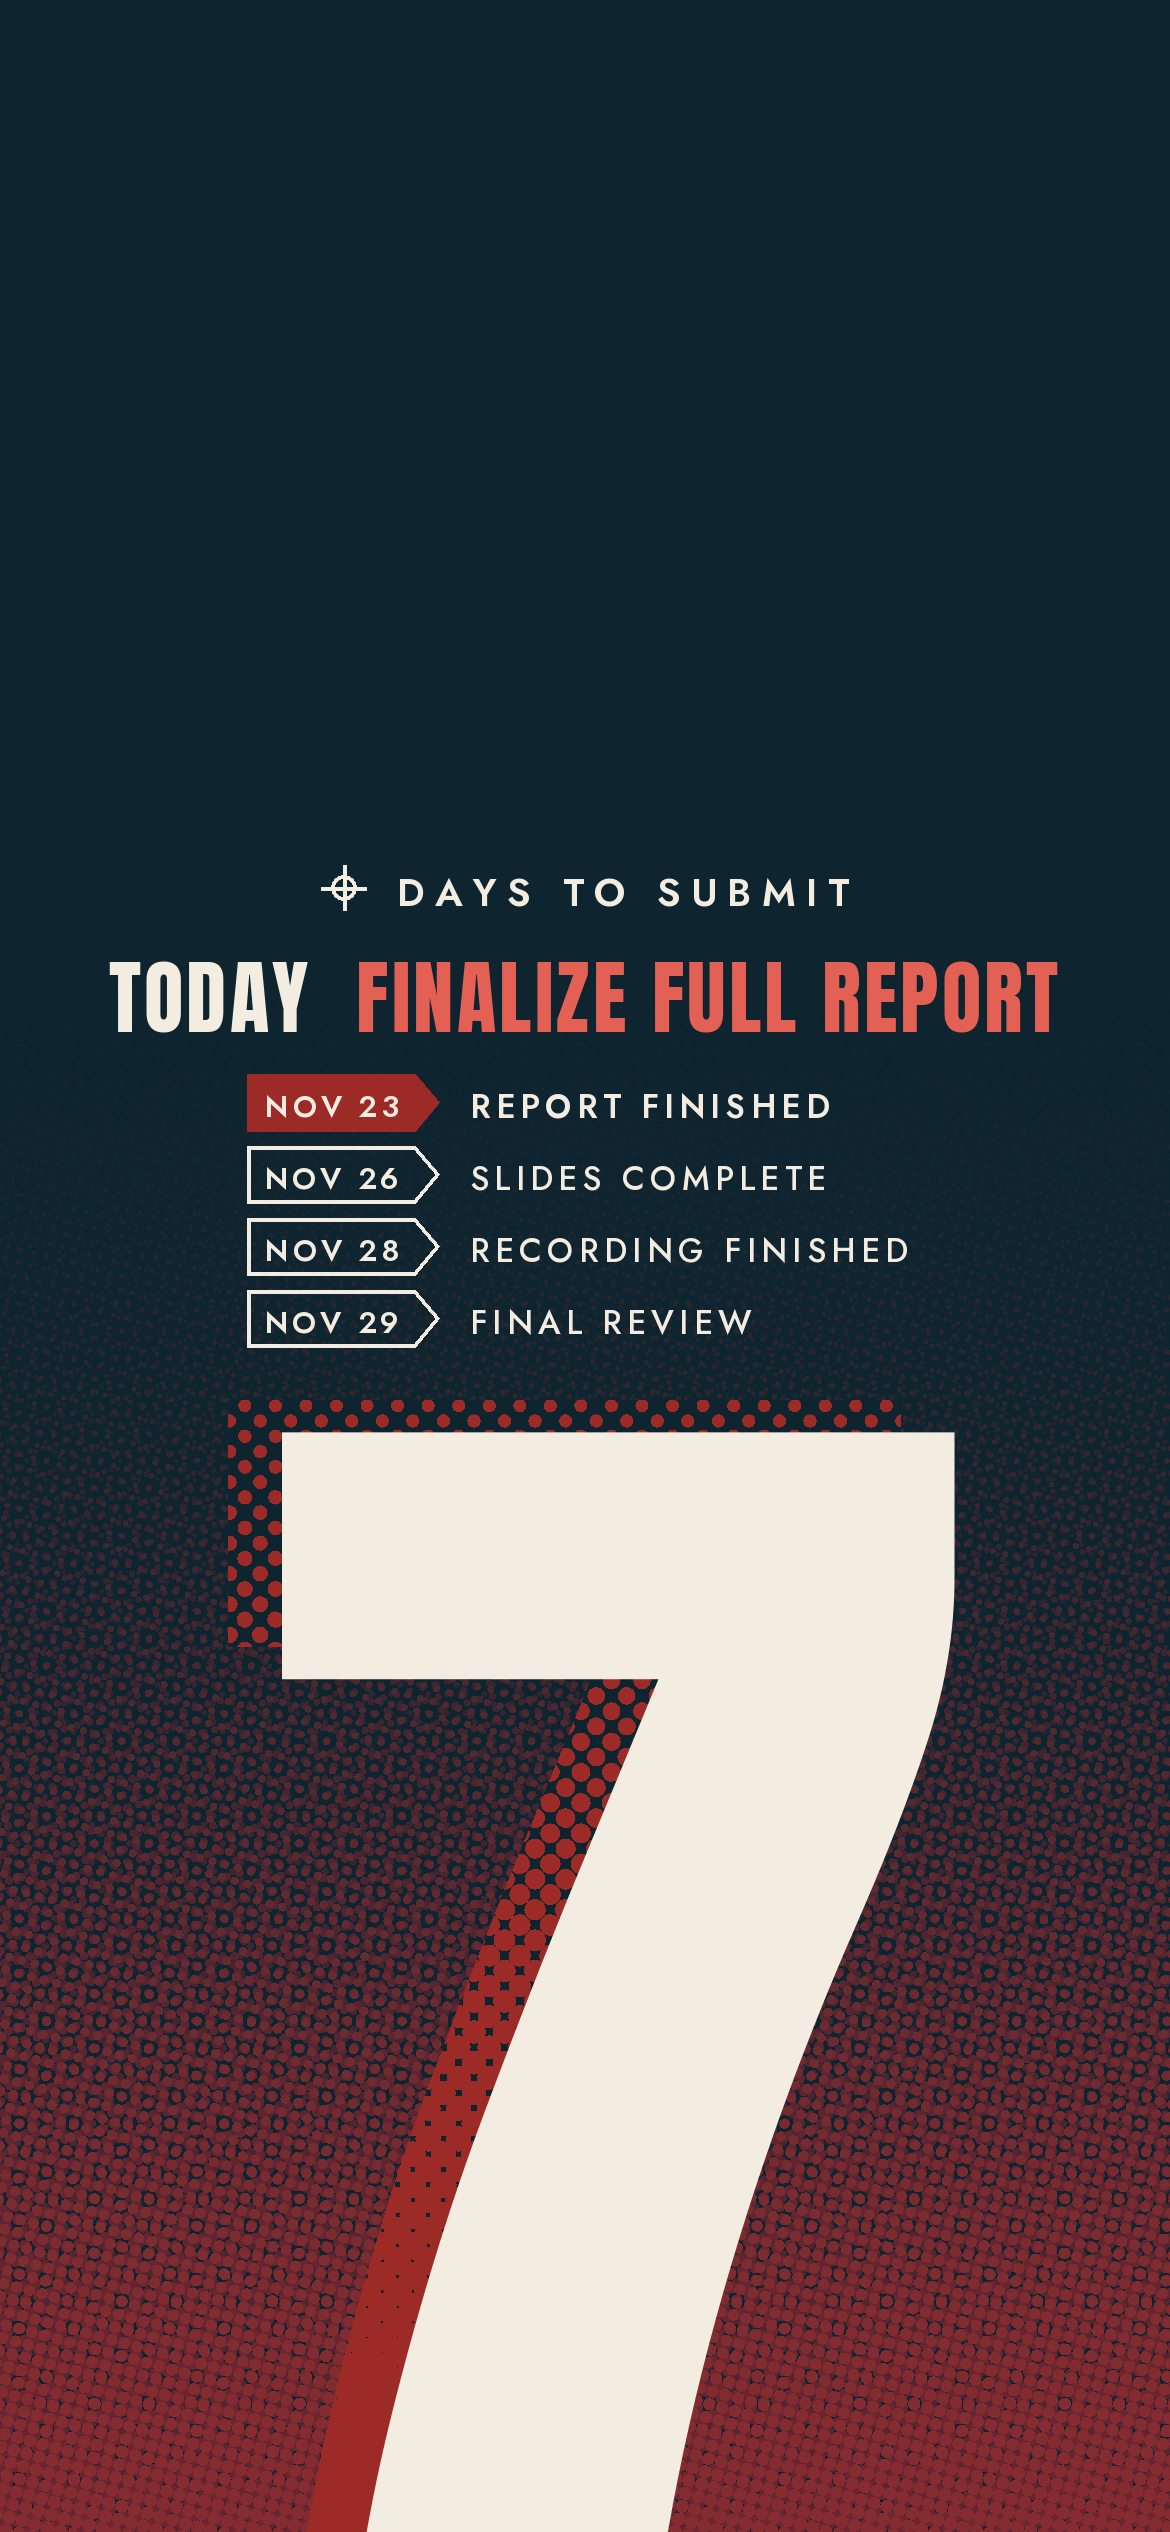 DAYS TO SUBMIT
TODAY FINALIZE FULL REPORT
NOV 23 REPORT FINISHED
NOV 26 SLIDES COMPLETE
NOV 28 RECORDING FINISHED
NOV 29 FINAL REVIEW
7